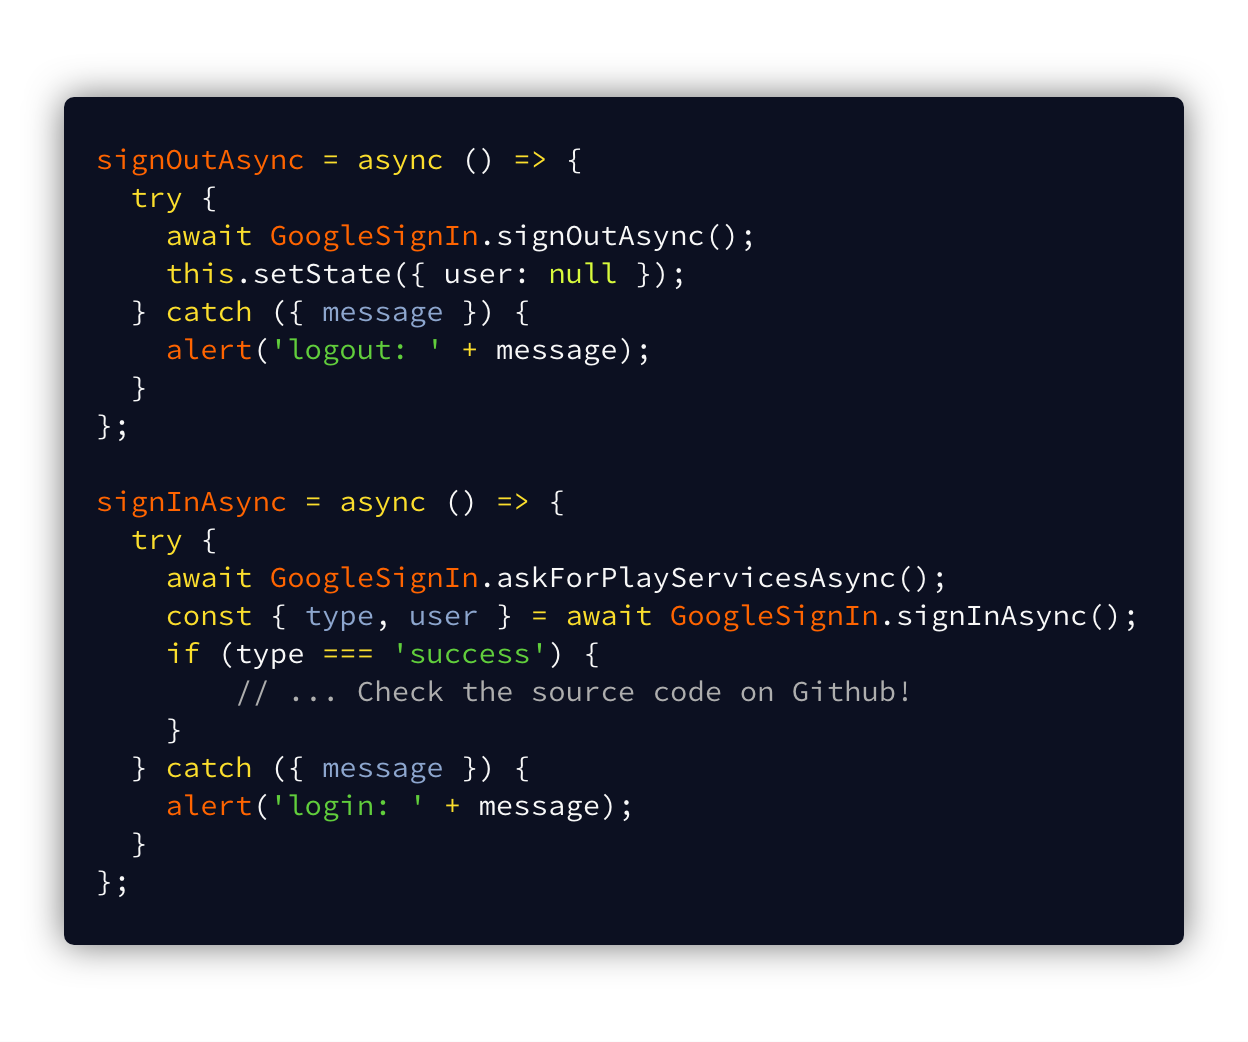 signOutAsync = async () => {
  try {
    await GoogleSignIn.signOutAsync();
    this.setState({ user: null });
  } catch ({ message }) {
    alert('logout: ' + message);
  }
};

signInAsync = async () => {
  try {
    await GoogleSignIn.askForPlayServicesAsync();
    const { type, user } = await GoogleSignIn.signInAsync();
    if (type === 'success') {
        // ... Check the source code on Github!
    }
  } catch ({ message }) {
    alert('login: ' + message);
  }
};